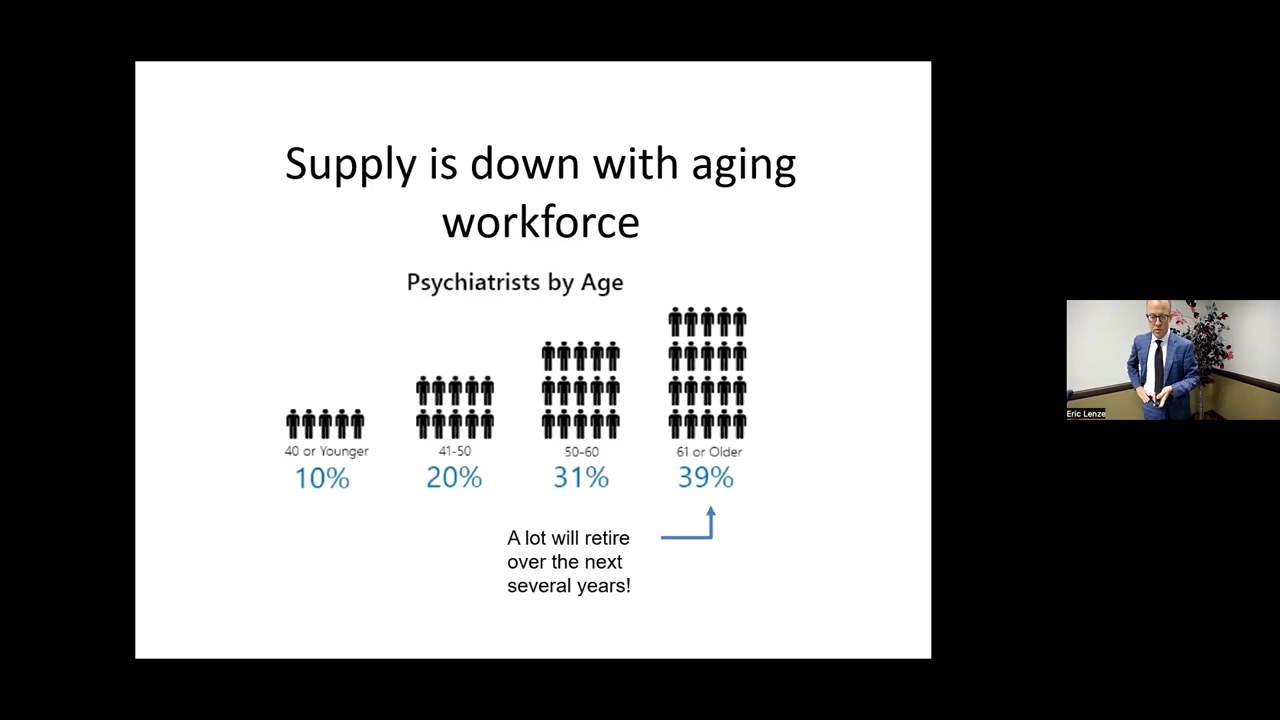 Supply is down with aging
workforce
Psychiatrists by Age
40 or Younger
10%
41-50
20%
50-60
31%
61 or Older
39%
A lot will retire
over the next
several years!
Eric Lenze